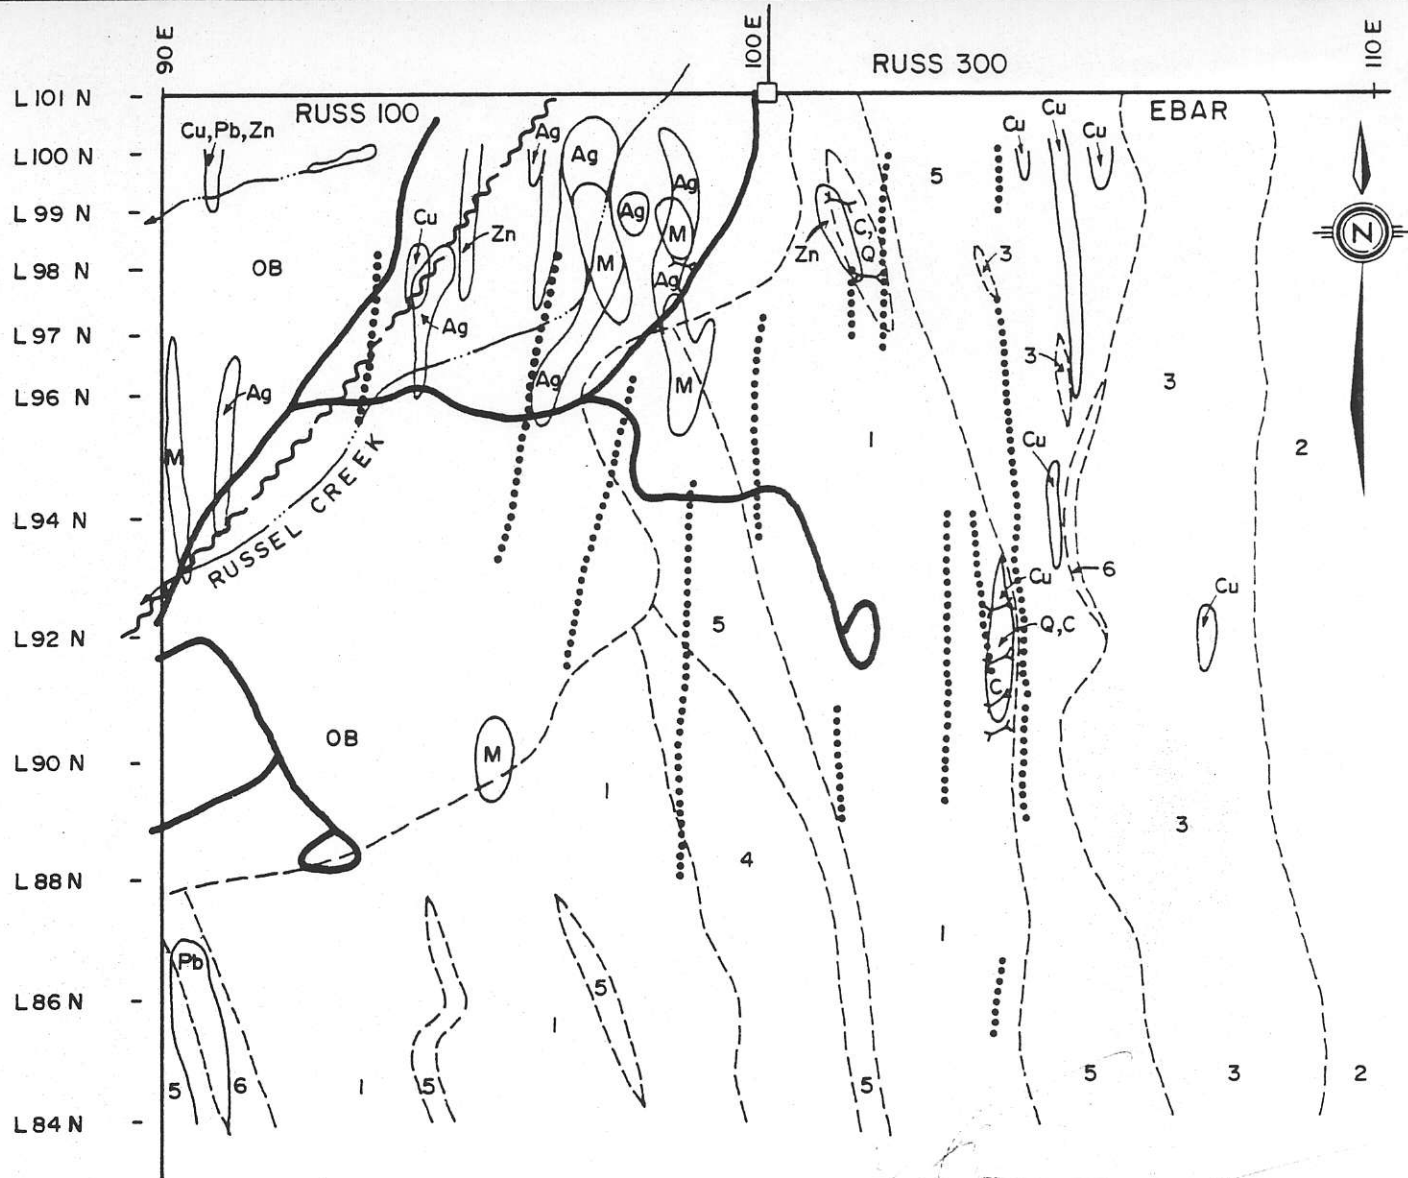 90 E
100 E
110 E
RUSS 300
L 101 N
RUSS 100
Cu
EBAR
Cu, Pb, Zn
Ag
Cu
Cu
L 100 N
Ag
5
Ag
L 99 N
Cu
Ag
Zn
M
C,
Q
Zn
3
N
OB
M
L 98 N
Ag
Ag
L 97 N
3
3
Ag
M
L 96 N
Ag
1
Cu
2
M
RUSSEL CREEK
L 94 N
6
Cu
Cu
5
Q, C
L 92 N
C
OB
M
L 90 N
1
3
4
L 88 N
1
Pb
5
L 86 N
1
5
6
1
5
5
5
3
2
L 84 N